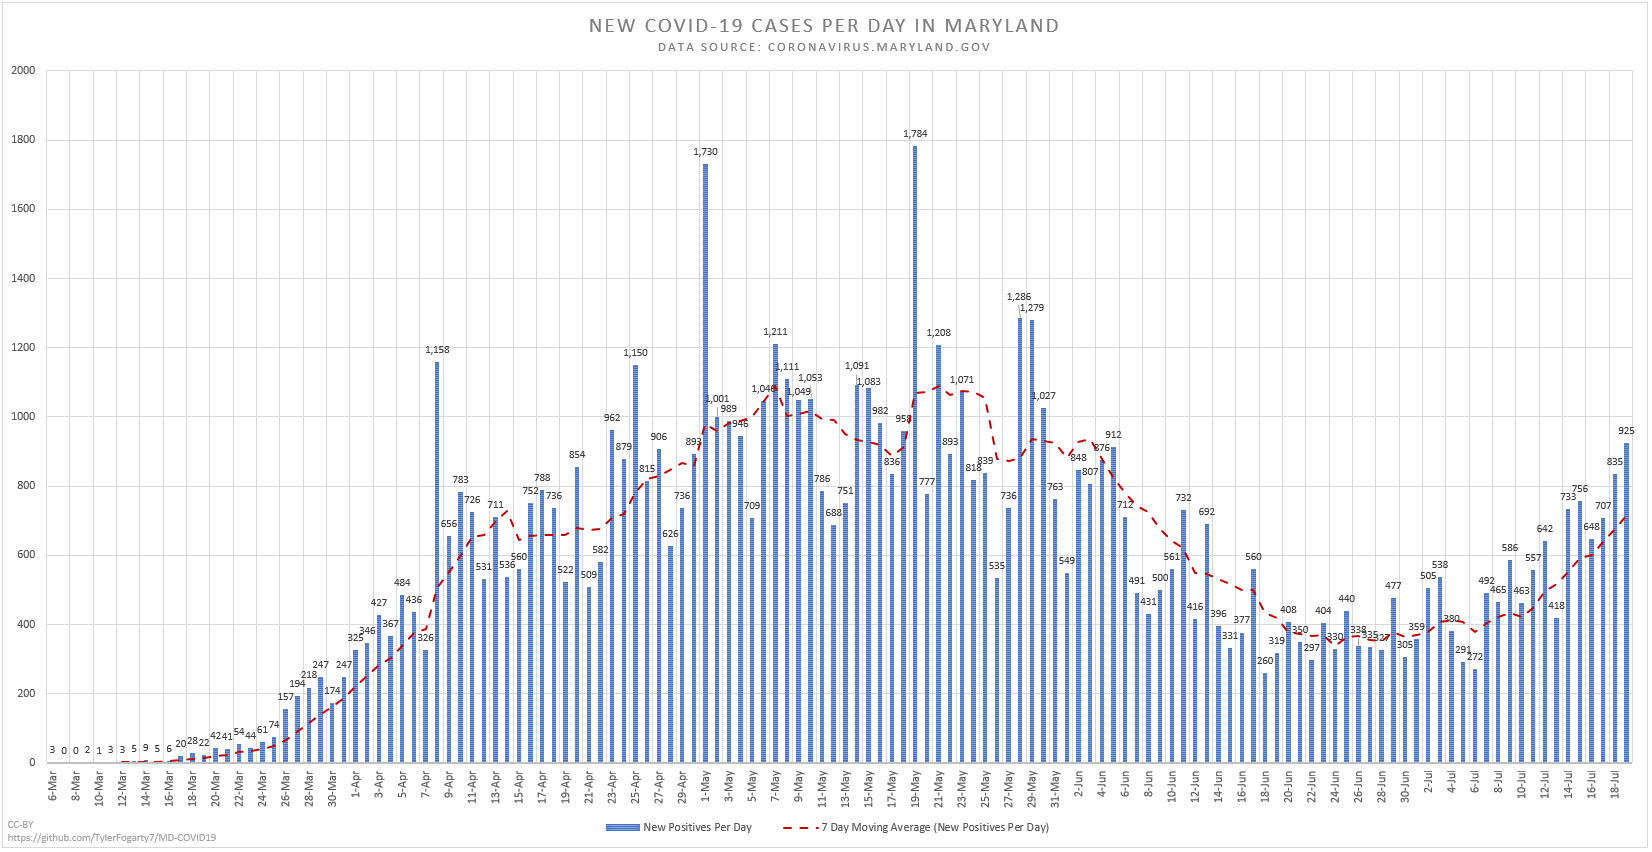 NEW COVID-19 CASES PER DAY IN MARYLAND
DATA SOURCE: CORONAVIRUS.MARYLAND.GOV
2000
1800
1600
1400
1200
1000
800
600
400
200
0
3
0
0
2
1
3
3
5
9
5
6
20
28
22
42
41
54
44
61
74
157
194
218
247
174
247
325
346
427
367
484
436
326
1,158
656
783
726
531
711
536
560
752
788
736
522
854
509
582
962
879
1,150
815
906
626
736
893
1,730
1,001
989
946
709
1,046
1,211
1,111
1,049
1,053
786
688
751
1,091
1,083
982
836
958
1,784
777
1,208
893
1,071
818
839
535
736
1,286
1,279
1,027
763
549
848
807
876
912
712
491
431
500
561
732
416
692
396
331
377
560
260
319
408
350
297
404
330
440
338
335
327
477
305
359
505
538
380
291
272
492
465
586
463
557
642
418
733
756
648
707
835
925
6-Mar
8-Mar
10-Mar
12-Mar
14-Mar
16-Mar
18-Mar
20-Mar
22-Mar
24-Mar
26-Mar
28-Mar
30-Mar
1-Apr
3-Apr
5-Apr
7-Apr
9-Apr
11-Apr
13-Apr
15-Apr
17-Apr
19-Apr
21-Apr
23-Apr
25-Apr
27-Apr
29-Apr
1-May
3-May
5-May
7-May
9-May
11-May
13-May
15-May
17-May
19-May
21-May
23-May
25-May
27-May
29-May
31-May
2-Jun
4-Jun
6-Jun
8-Jun
10-Jun
12-Jun
14-Jun
16-Jun
18-Jun
20-Jun
22-Jun
24-Jun
26-Jun
28-Jun
30-Jun
2-Jul
4-Jul
6-Jul
8-Jul
10-Jul
12-Jul
14-Jul
16-Jul
18-Jul
New Positives Per Day
7 Day Moving Average (New Positives Per Day)
CC-BY
https://github.com/TylerFogarty7/MD-COVID19